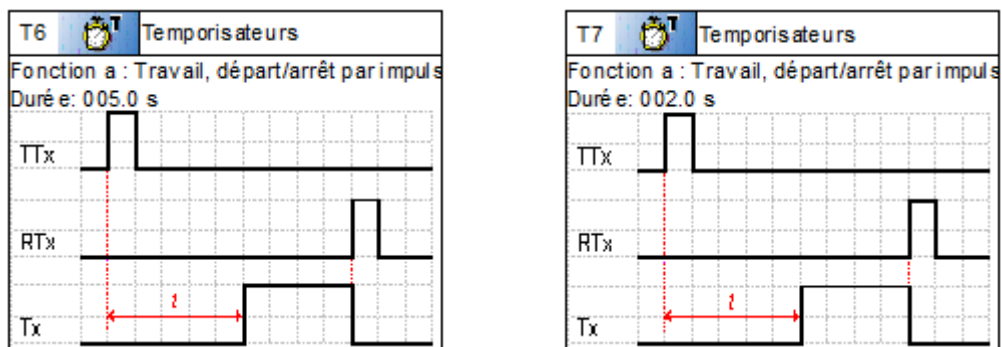 T6 T Temporisateurs
Fonction a : Travail, départ/arrêt par impuls
Durée: 005.0 s
TTx
RTx
t
Tx
T7 T Temporisateurs
Fonction a : Travail, départ/arrêt par impuls
Durée: 002.0 s
TTx
RTx
t
Tx